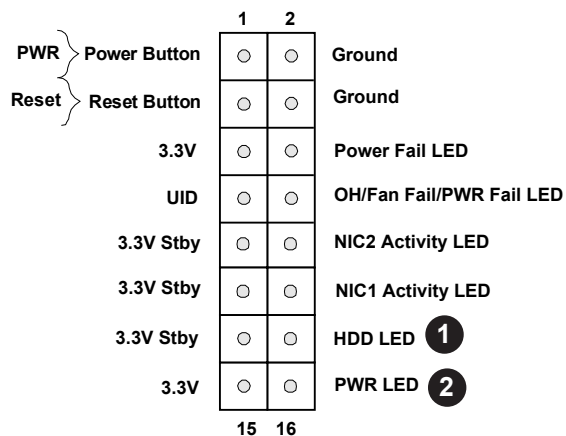 1 2
PWR Power Button Ground
Reset Reset Button Ground
3.3V Power Fail LED
UID OH/Fan Fail/PWR Fail LED
3.3V Stby NIC2 Activity LED
3.3V Stby NIC1 Activity LED
3.3V Stby HDD LED 1
3.3V PWR LED 2
15 16